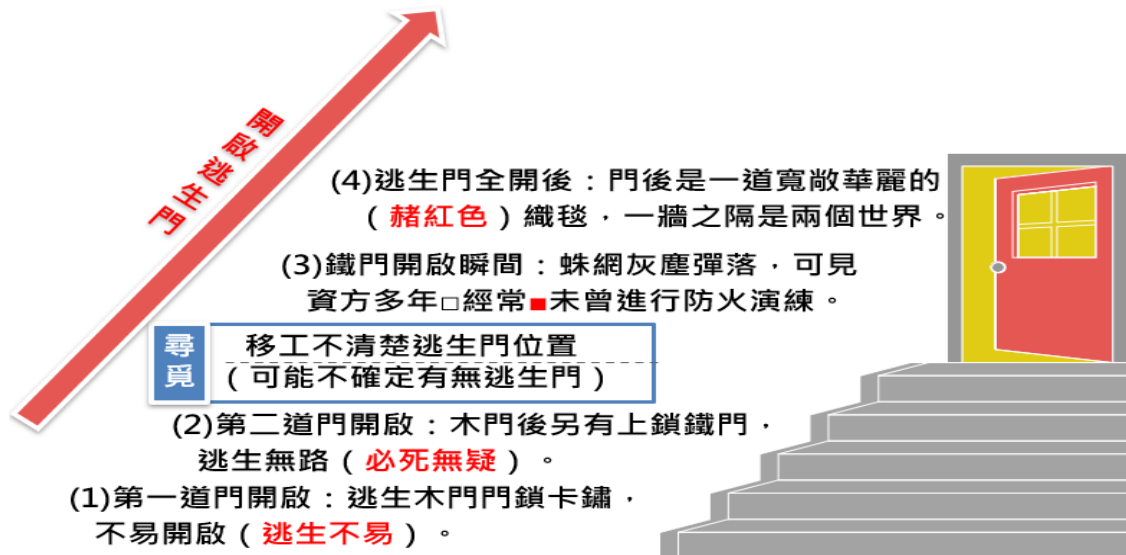 開啟逃生門
(4)逃生門全開後：門後是一道寬敞華麗的
（赭紅色）織毯，一牆之隔是兩個世界。
(3)鐵門開啟瞬間：蛛網灰塵彈落，可見
資方多年□經常■未曾進行防火演練。
尋覓
移工不清楚逃生門位置
（可能不確定有無逃生門）
(2)第二道門開啟：木門後另有上鎖鐵門，
逃生無路（必死無疑）。
(1)第一道門開啟：逃生木門門鎖卡鏽，
不易開啟（逃生不易）。